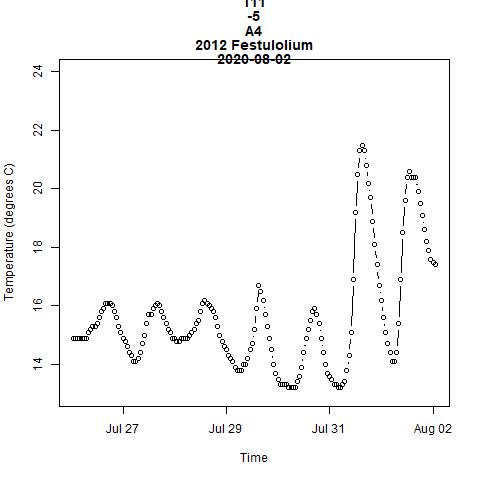 T11
-5
A4
2012 Festulolium
2020-08-02
Temperature (degrees C)
24
22
20
18
16
14
Jul 27
Jul 29
Jul 31
Aug 02
Time